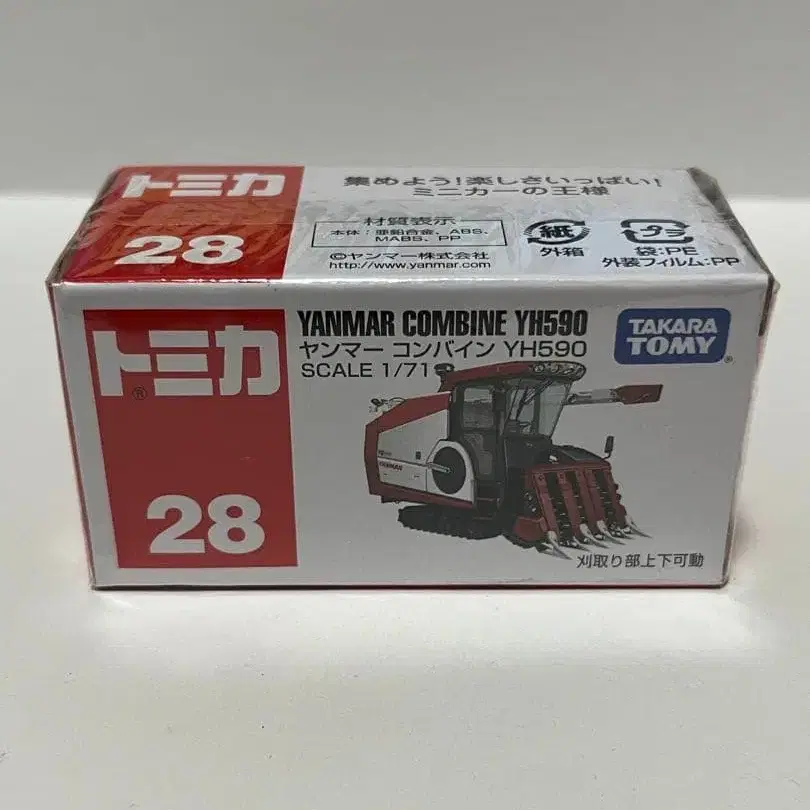 トミカ
28
集めよう!楽しさいっぱい!
ミニカーの王様
材質表示
本体:亜鉛合金、ABS、
MABS、PP
©ヤンマー株式会社
http://www.yanmar.com
紙
外箱
プラ
袋:PE
外装フィルム:PP
トミカ®
28
YANMAR COMBINE YH590
ヤンマー コンバイン YH590
SCALE 1/71
TAKARA
TOMY®
YANMAR
刈取り部上下可動